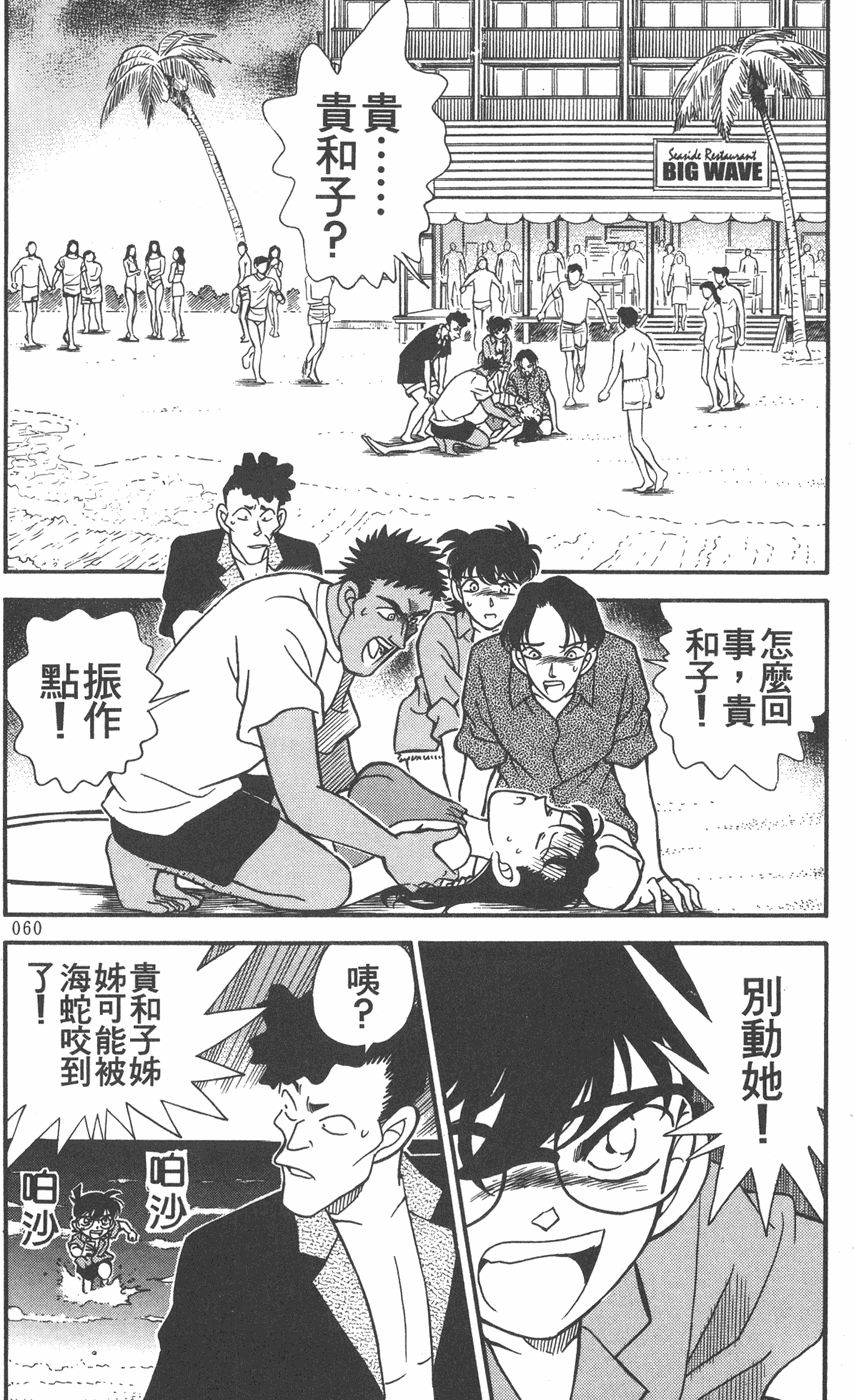 貴……
貴和子?
Seaside Restaurant
BIG WAVE
怎麼回
事，貴
和子!
振作
點!
060
別動她!
咦?
貴和子姊
姊可能被
海蛇咬到
了!
啪沙
啪沙